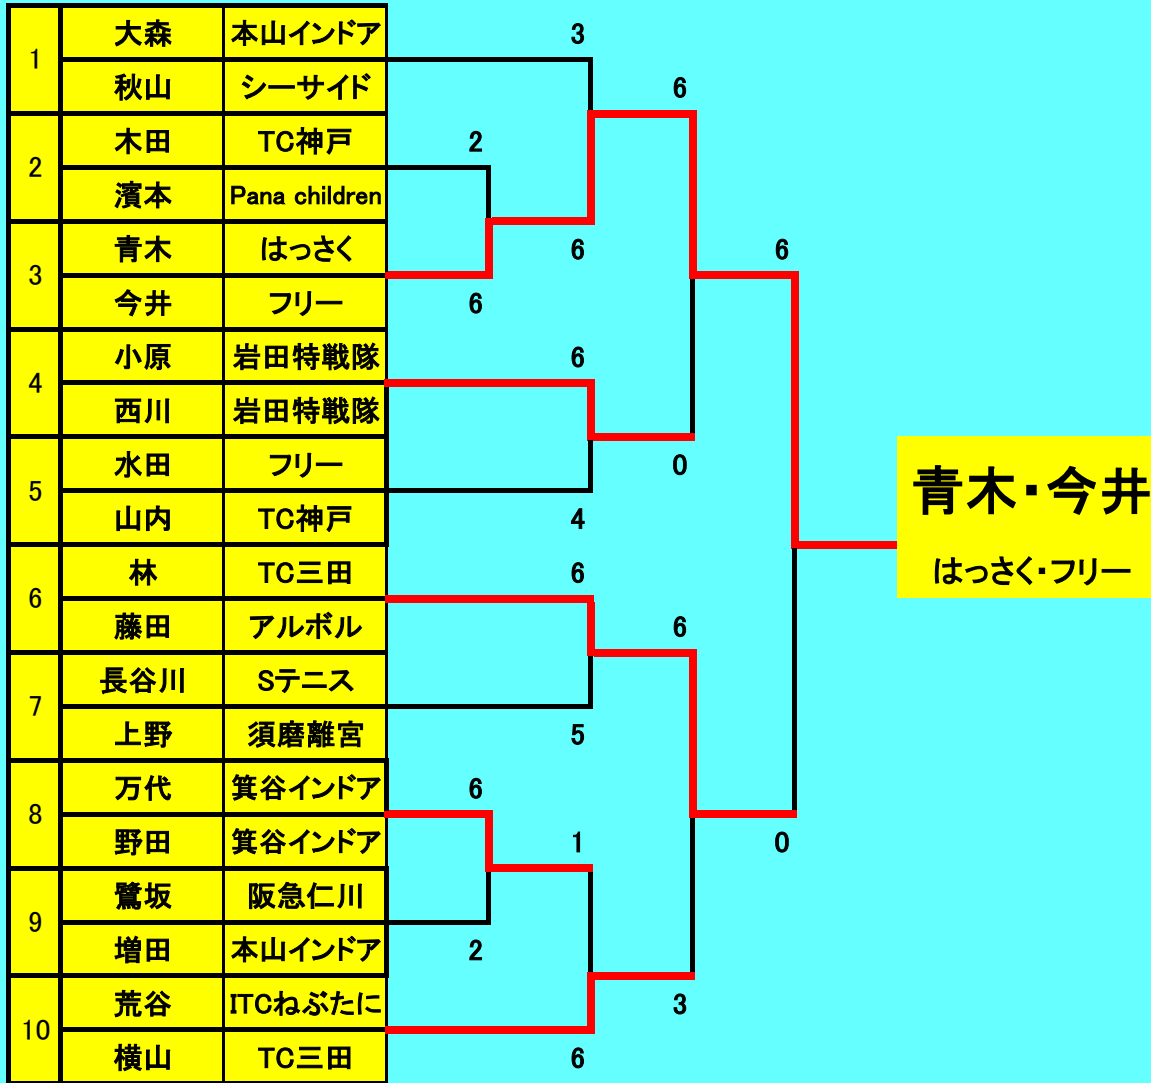 1
大森 本山インドア
秋山 シーサイド
2
木田 TC神戸
濱本 Pana children
3
青木 はっさく
今井 フリー
4
小原 岩田特戦隊
西川 岩田特戦隊
5
水田 フリー
山内 TC神戸
6
林 TC三田
藤田 アルボル
7
長谷川 Sテニス
上野 須磨離宮
8
万代 箕谷インドア
野田 箕谷インドア
9
鷺坂 阪急仁川
増田 本山インドア
10
荒谷 ITCねぶたに
横山 TC三田
2
6
6
2
3
6
6
4
6
5
1
6
6
0
6
3
6
0
青木・今井
はっさく・フリー